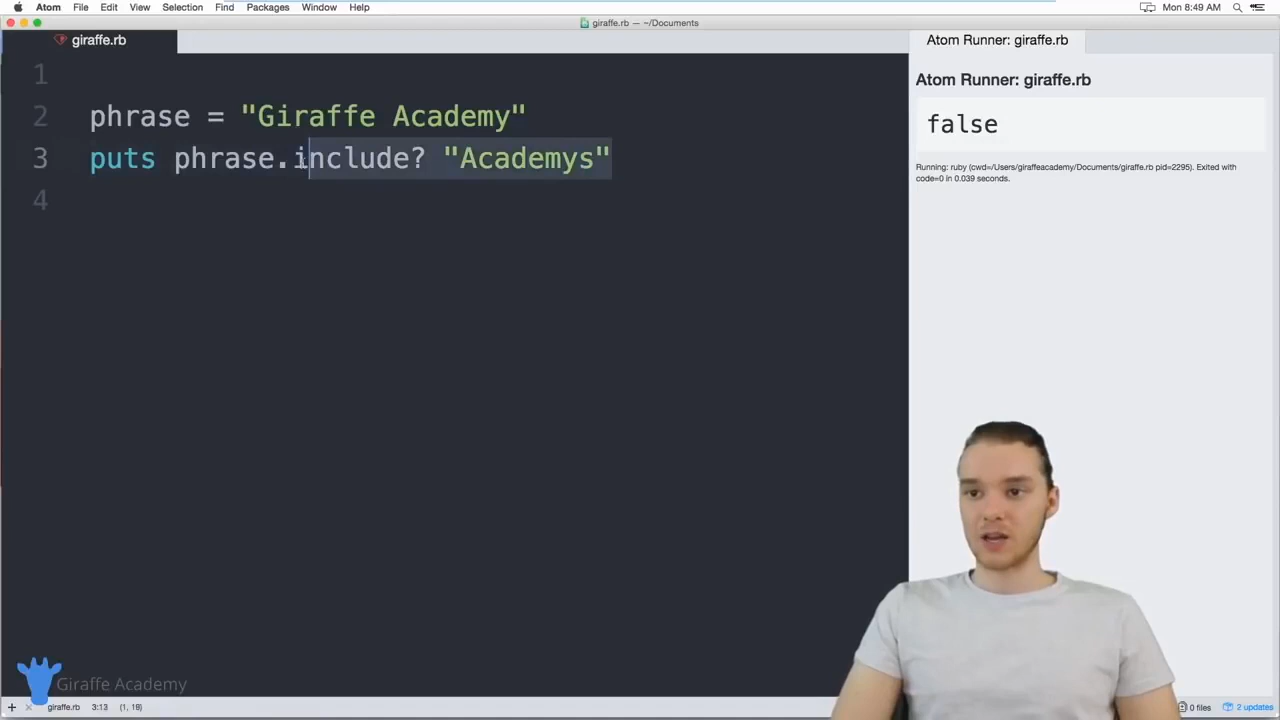 Atom File Edit View Selection Find Packages Window Help Mon 8:49 AM
giraffe.rb — ~/Documents
giraffe.rb
Atom Runner: giraffe.rb
1
2 phrase = "Giraffe Academy"
3 puts phrase.include? "Academys"
4
Atom Runner: giraffe.rb
false
Running: ruby (cwd=/Users/giraffeacademy/Documents/giraffe.rb pid=2295). Exited with
code=0 in 0.039 seconds.
Giraffe Academy
+ × giraffe.rb 3:13 (1, 18) 0 files 2 updates